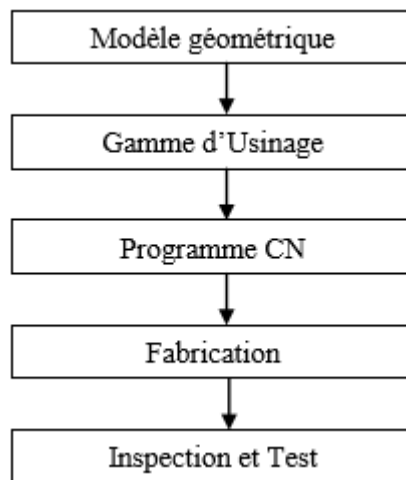 Modèle géométrique
Gamme d'Usinage
Programme CN
Fabrication
Inspection et Test